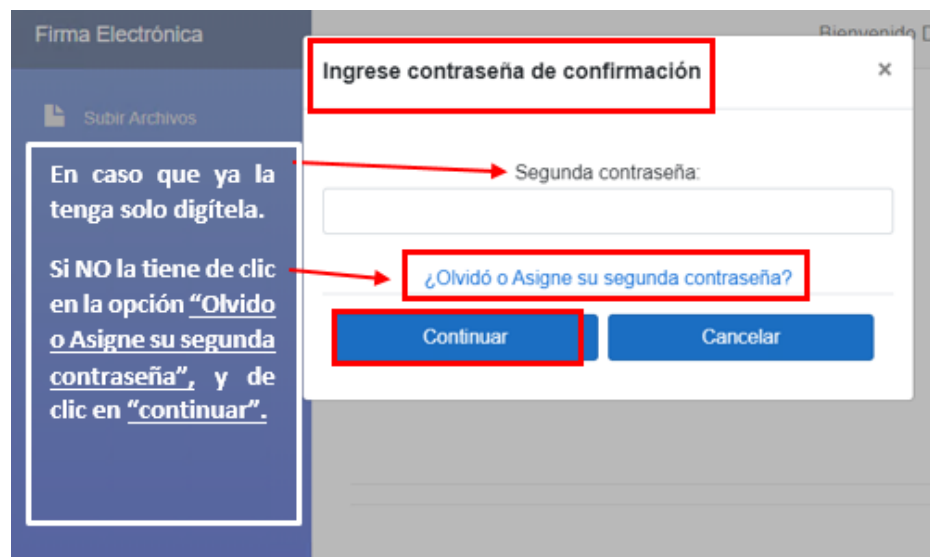 Firma Electrónica
Bienvenido D
Ingrese contraseña de confirmación
×
Subir Archivos
En caso que ya la
tenga solo digítela.
Si NO la tiene de clic
en la opción “Olvido
o Asigne su segunda
contraseña”, y de
clic en “continuar”.
Segunda contraseña:
¿Olvidó o Asigne su segunda contraseña?
Continuar
Cancelar